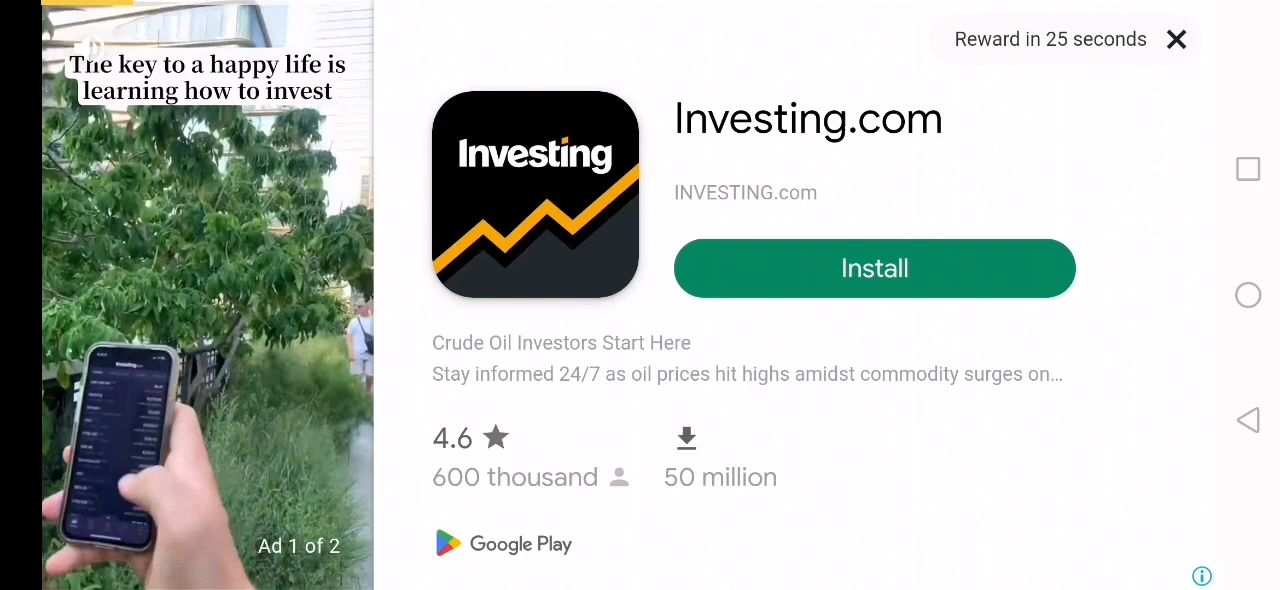 The key to a happy life is
learning how to invest
Ad 1 of 2
Reward in 25 seconds
Investing
Investing.com
INVESTING.com
Install
Crude Oil Investors Start Here
Stay informed 24/7 as oil prices hit highs amidst commodity surges on...
4.6
600 thousand
50 million
Google Play